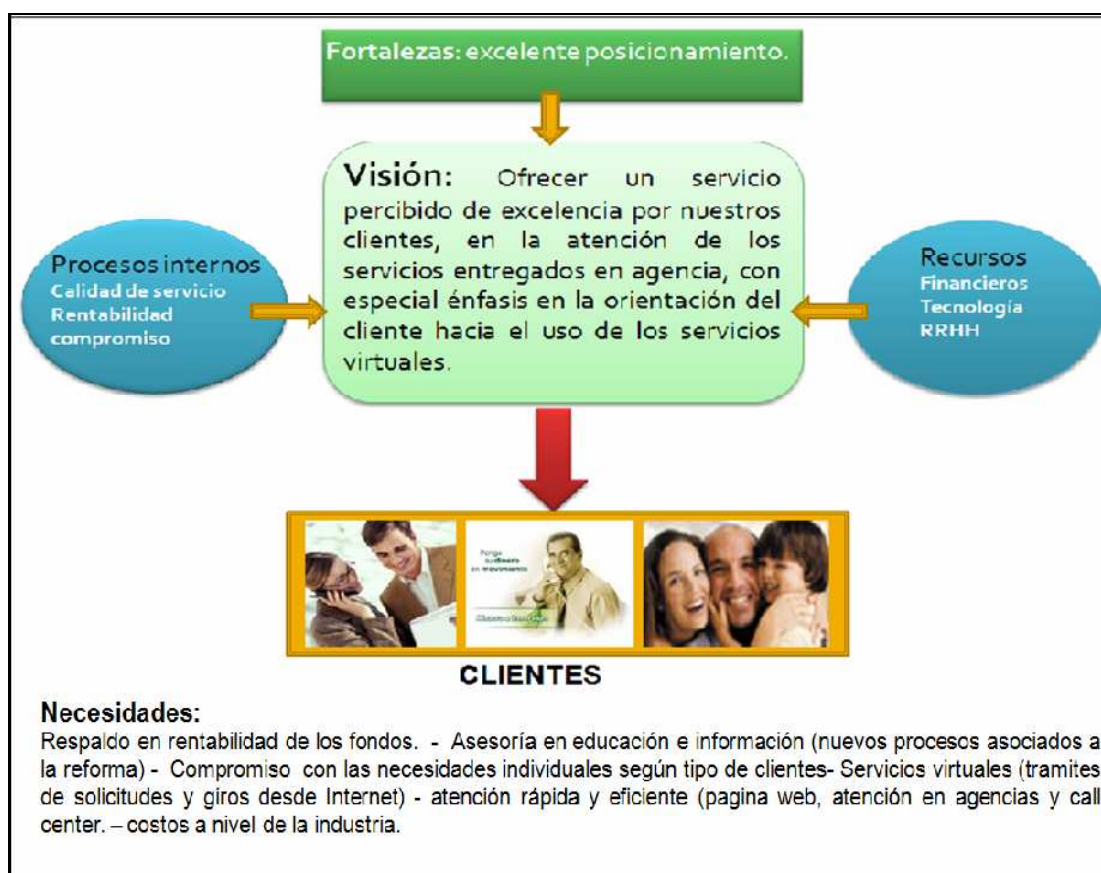 Fortalezas: excelente posicionamiento.
Visión: Ofrecer un servicio
percibido de excelencia por nuestros
clientes, en la atención de los
servicios entregados en agencia, con
especial énfasis en la orientación del
cliente hacia el uso de los servicios
virtuales.
Procesos internos
Calidad de servicio
Rentabilidad
compromiso
Recursos
Financieros
Tecnología
RRHH
Ponga
su dinero
en movimiento
CLIENTES
Necesidades:
Respaldo en rentabilidad de los fondos. - Asesoría en educación e información (nuevos procesos asociados a
la reforma) - Compromiso con las necesidades individuales según tipo de clientes- Servicios virtuales (tramites
de solicitudes y giros desde Internet) - atención rápida y eficiente (pagina web, atención en agencias y call
center. – costos a nivel de la industria.